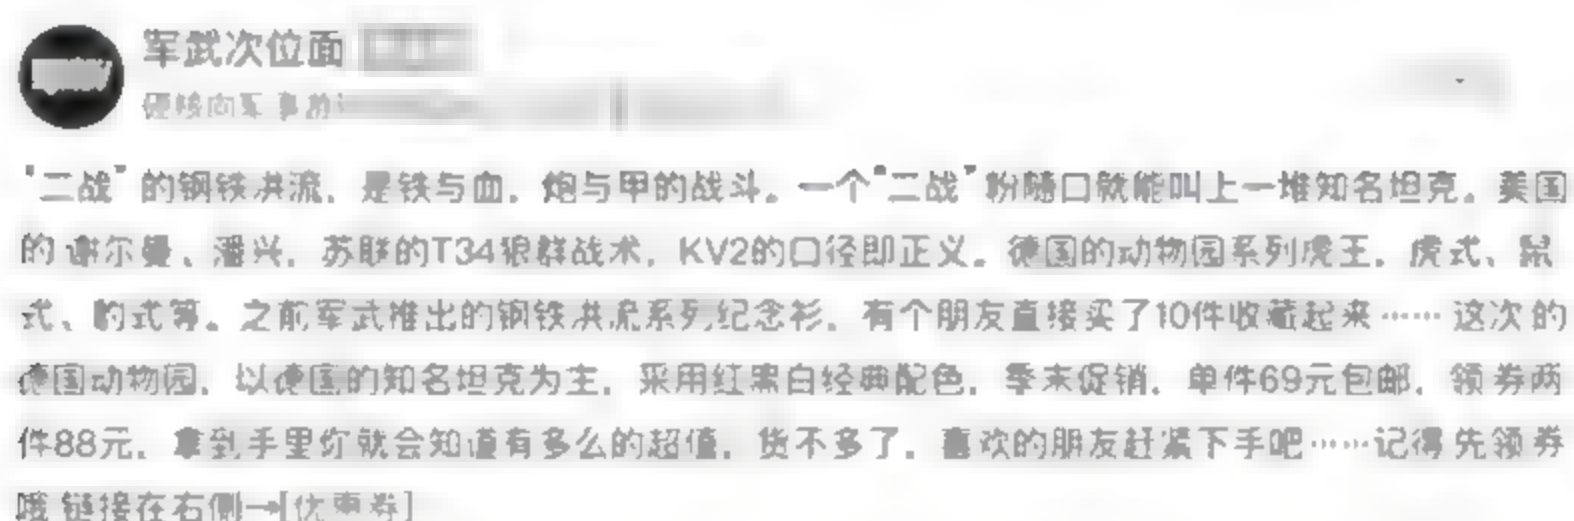 军武次位面
硬核向军事
"二战"的钢铁洪流，是铁与血，炮与甲的战斗。一个"二战"粉随口就能叫上一堆知名坦克。美国
的谢尔曼、潘兴，苏联的T34狼群战术，KV2的口径即正义。德国的动物园系列虎王，虎式、鼠
式、豹式等。之前军武推出的钢铁洪流系列纪念衫，有个朋友直接买了10件收藏起来……这次的
德国动物园，以德国的知名坦克为主，采用红黑白经典配色，季末促销，单件69元包邮，领券两
件88元，拿到手里你就会知道有多么的超值，货不多了，喜欢的朋友赶紧下手吧……记得先领券
哦 链接在右侧→[优惠券]